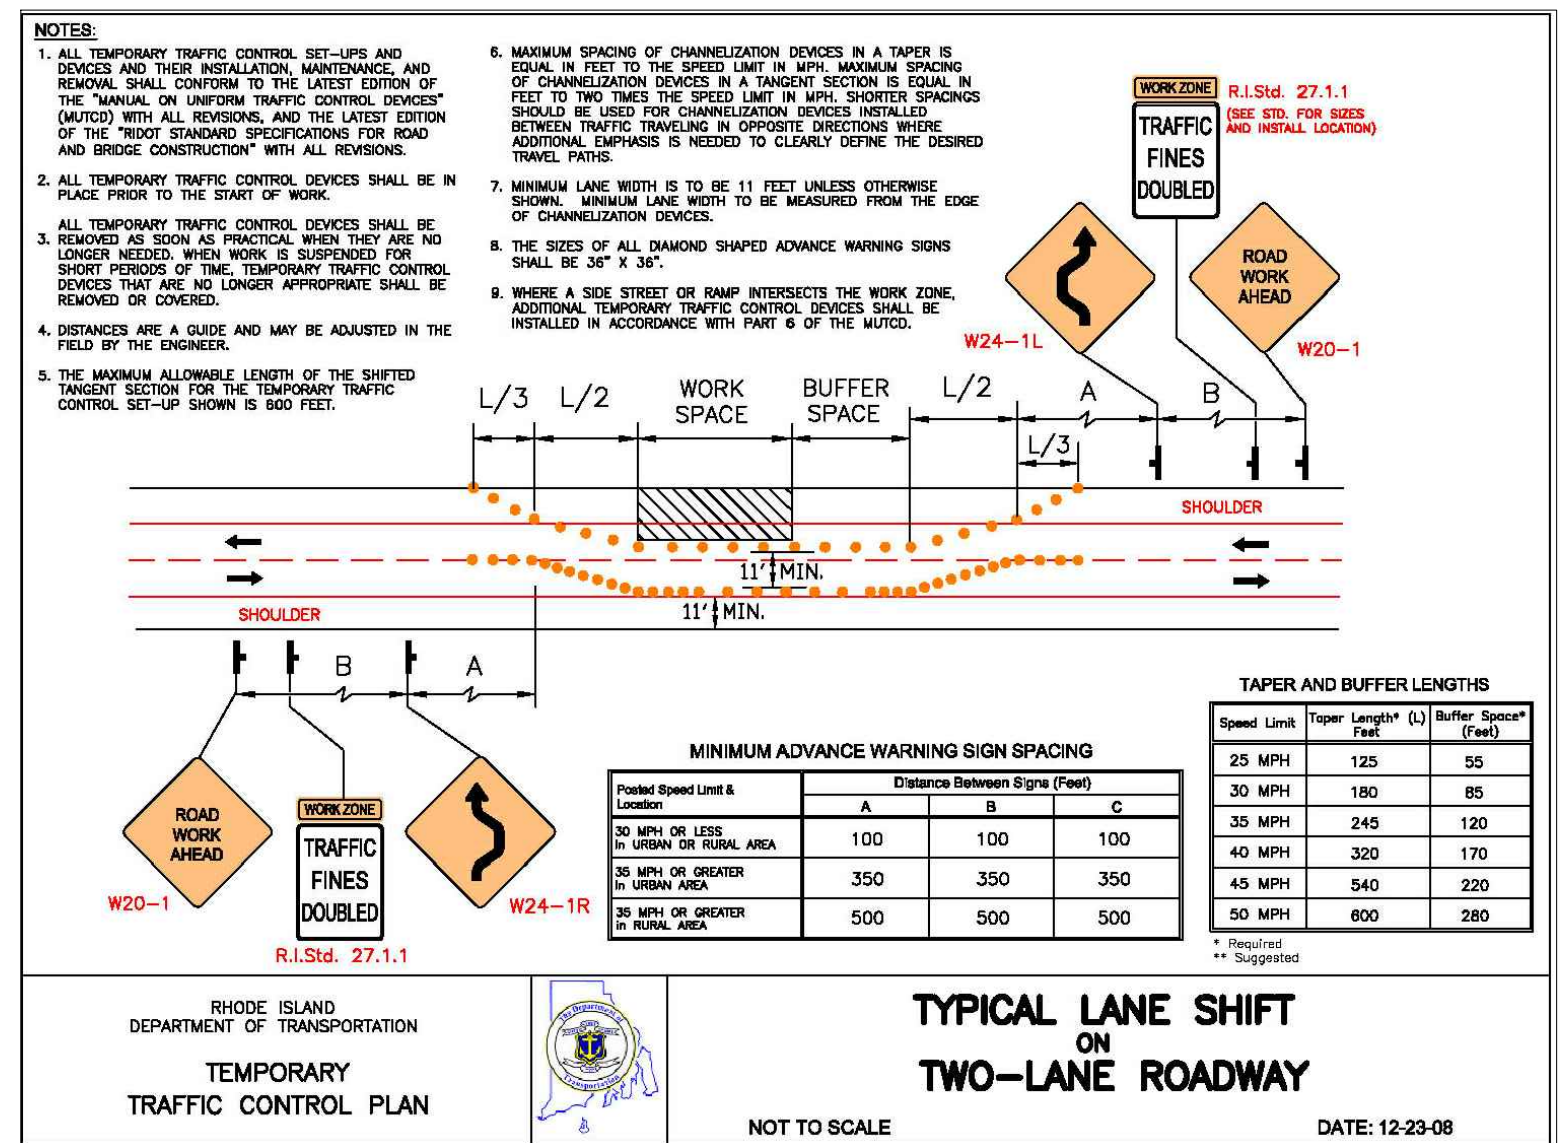 NOTES:
1. ALL TEMPORARY TRAFFIC CONTROL SET-UPS AND
DEVICES AND THEIR INSTALLATION, MAINTENANCE, AND
REMOVAL SHALL CONFORM TO THE LATEST EDITION OF
THE "MANUAL ON UNIFORM TRAFFIC CONTROL DEVICES"
(MUTCD) WITH ALL REVISIONS, AND THE LATEST EDITION
OF THE "RIDOT STANDARD SPECIFICATIONS FOR ROAD
AND BRIDGE CONSTRUCTION" WITH ALL REVISIONS.
2. ALL TEMPORARY TRAFFIC CONTROL DEVICES SHALL BE IN
PLACE PRIOR TO THE START OF WORK.
ALL TEMPORARY TRAFFIC CONTROL DEVICES SHALL BE
3. REMOVED AS SOON AS PRACTICAL WHEN THEY ARE NO
LONGER NEEDED. WHEN WORK IS SUSPENDED FOR
SHORT PERIODS OF TIME, TEMPORARY TRAFFIC CONTROL
DEVICES THAT ARE NO LONGER APPROPRIATE SHALL BE
REMOVED OR COVERED.
4. DISTANCES ARE A GUIDE AND MAY BE ADJUSTED IN THE
FIELD BY THE ENGINEER.
5. THE MAXIMUM ALLOWABLE LENGTH OF THE SHIFTED
TANGENT SECTION FOR THE TEMPORARY TRAFFIC
CONTROL SET-UP SHOWN IS 600 FEET.
6. MAXIMUM SPACING OF CHANNELIZATION DEVICES IN A TAPER IS
EQUAL IN FEET TO THE SPEED LIMIT IN MPH. MAXIMUM SPACING
OF CHANNELIZATION DEVICES IN A TANGENT SECTION IS EQUAL IN
FEET TO TWO TIMES THE SPEED LIMIT IN MPH. SHORTER SPACINGS
SHOULD BE USED FOR CHANNELIZATION DEVICES INSTALLED
BETWEEN TRAFFIC TRAVELING IN OPPOSITE DIRECTIONS WHERE
ADDITIONAL EMPHASIS IS NEEDED TO CLEARLY DEFINE THE DESIRED
TRAVEL PATHS.
7. MINIMUM LANE WIDTH IS TO BE 11 FEET UNLESS OTHERWISE
SHOWN. MINIMUM LANE WIDTH TO BE MEASURED FROM THE EDGE
OF CHANNELIZATION DEVICES.
8. THE SIZES OF ALL DIAMOND SHAPED ADVANCE WARNING SIGNS
SHALL BE 36" X 36".
9. WHERE A SIDE STREET OR RAMP INTERSECTS THE WORK ZONE,
ADDITIONAL TEMPORARY TRAFFIC CONTROL DEVICES SHALL BE
INSTALLED IN ACCORDANCE WITH PART 6 OF THE MUTCD.
WORK ZONE
TRAFFIC
FINES
DOUBLED
R.I.Std. 27.1.1
(SEE STD. FOR SIZES
AND INSTALL LOCATION)
W24-1L
ROAD
WORK
AHEAD
W20-1
L/3
L/2
WORK
SPACE
BUFFER
SPACE
L/2
A
B
L/3
SHOULDER
11' MIN.
11' MIN.
SHOULDER
B
A
ROAD
WORK
AHEAD
W20-1
WORK ZONE
TRAFFIC
FINES
DOUBLED
R.I.Std. 27.1.1
W24-1R
MINIMUM ADVANCE WARNING SIGN SPACING
Posted Speed Limit &
Location
Distance Between Signs (Feet)
A B C
30 MPH OR LESS
in URBAN OR RURAL AREA
100 100 100
35 MPH OR GREATER
in URBAN AREA
350 350 350
35 MPH OR GREATER
in RURAL AREA
500 500 500
TAPER AND BUFFER LENGTHS
Speed Limit
Taper Length* (L)
Feet
Buffer Space*
(Feet)
25 MPH 125 55
30 MPH 180 85
35 MPH 245 120
40 MPH 320 170
45 MPH 540 220
50 MPH 600 280
* Required
** Suggested
RHODE ISLAND
DEPARTMENT OF TRANSPORTATION
TEMPORARY
TRAFFIC CONTROL PLAN
The Department of
Transportation
TYPICAL LANE SHIFT
ON
TWO-LANE ROADWAY
NOT TO SCALE
DATE: 12-23-08